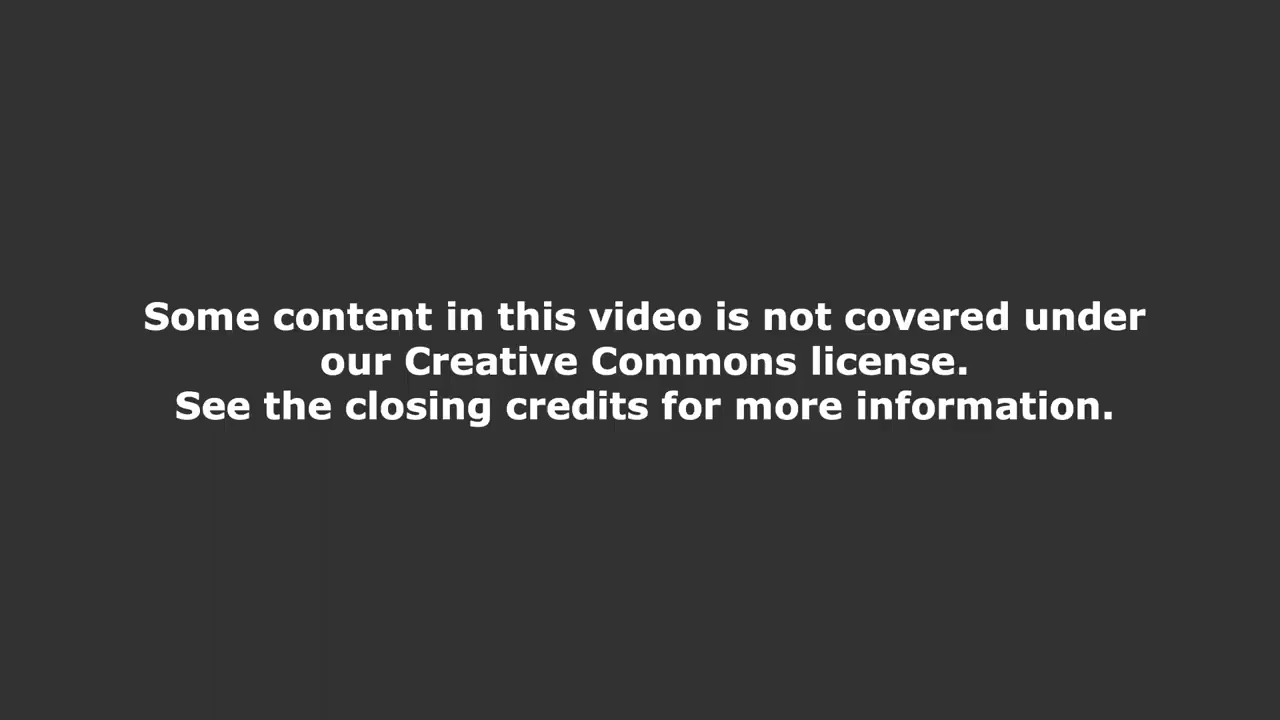 Some content in this video is not covered under
our Creative Commons license.
See the closing credits for more information.